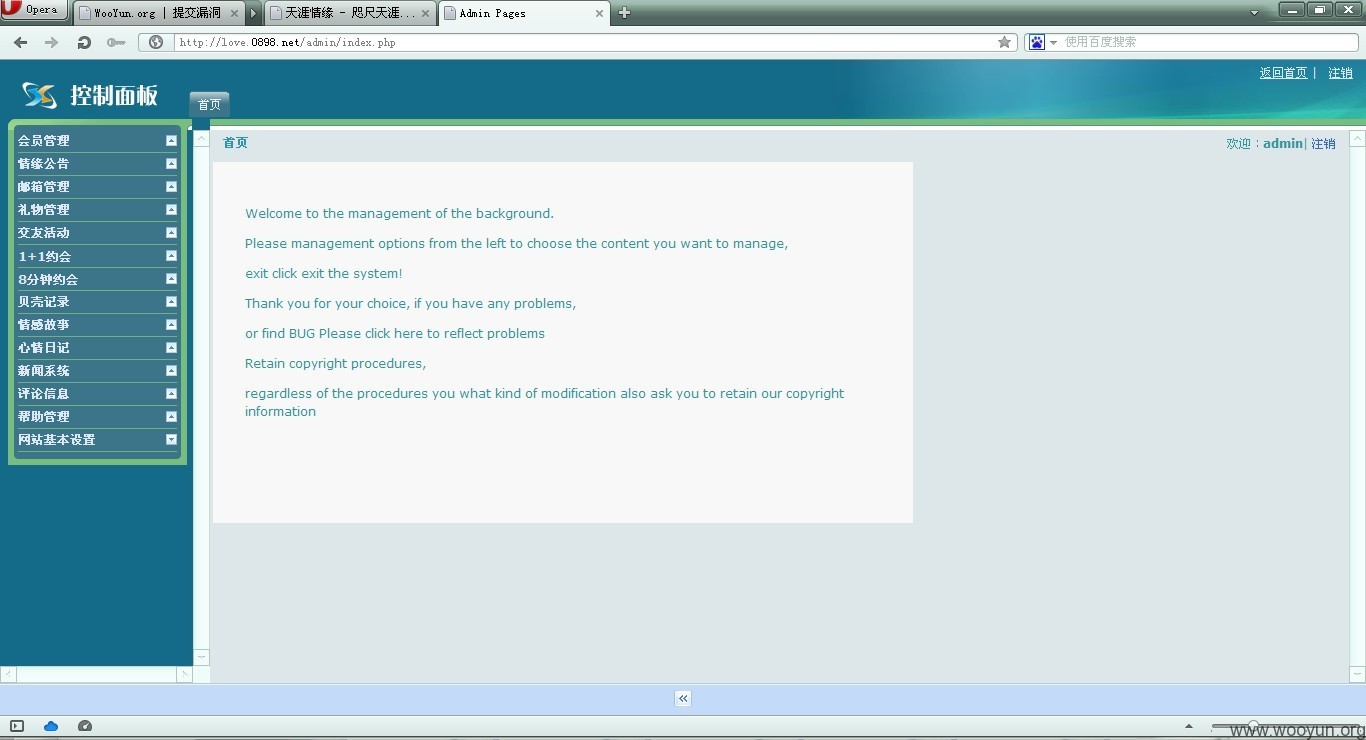 Opera
WooYun.org | 提交漏洞
天涯情缘 - 咫尺天涯...
Admin Pages
http://love.0898.net/admin/index.php
使用百度搜索
返回首页 | 注销
控制面板
首页
会员管理
情缘公告
邮箱管理
礼物管理
交友活动
1+1约会
8分钟约会
贝壳记录
情感故事
心情日记
新闻系统
评论信息
帮助管理
网站基本设置
首页
欢迎：admin| 注销
Welcome to the management of the background.
Please management options from the left to choose the content you want to manage,
exit click exit the system!
Thank you for your choice, if you have any problems,
or find BUG Please click here to reflect problems
Retain copyright procedures,
regardless of the procedures you what kind of modification also ask you to retain our copyright
information
www.wooyun.org